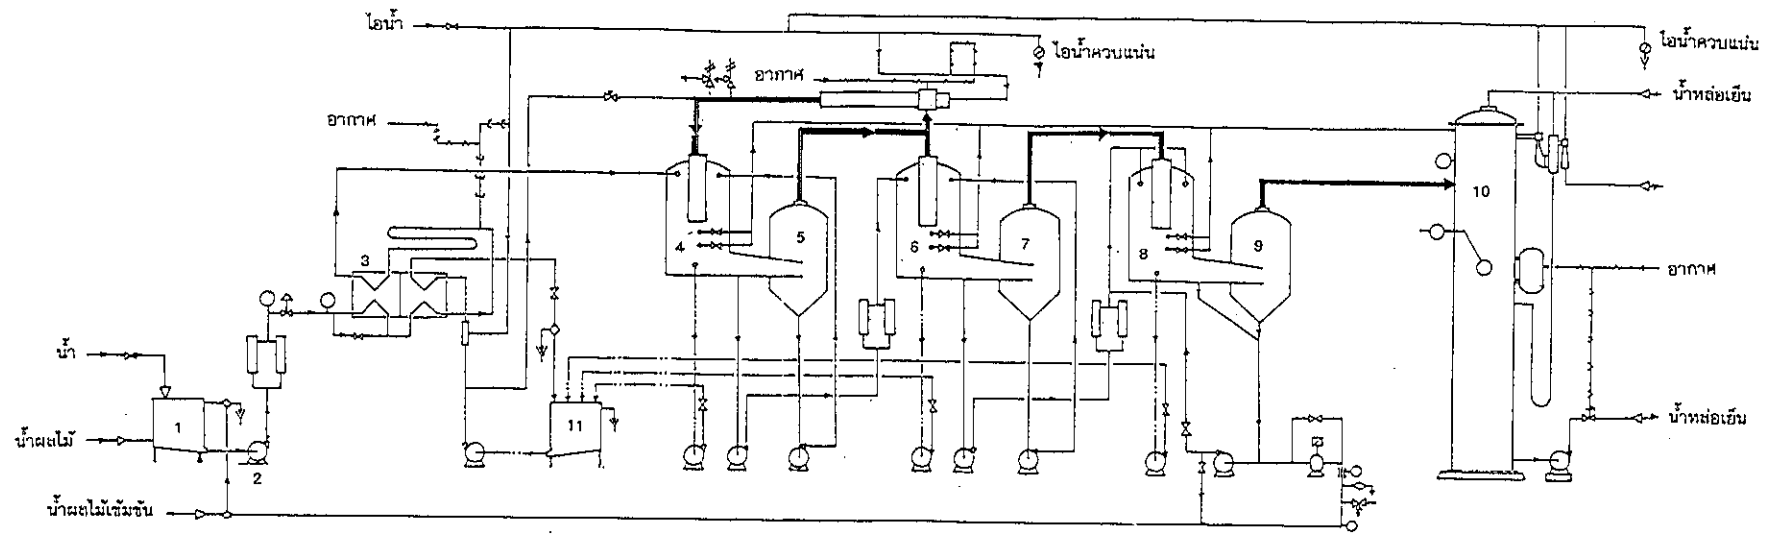 ไอน้ำ
ไอน้ำควบแน่น
ไอน้ำควบแน่น
อากาศ
น้ำหล่อเย็น
อากาศ
10
4
5
6
7
8
9
3
อากาศ
น้ำ
1
11
น้ำผลไม้
2
น้ำหล่อเย็น
น้ำผลไม้เข้มข้น